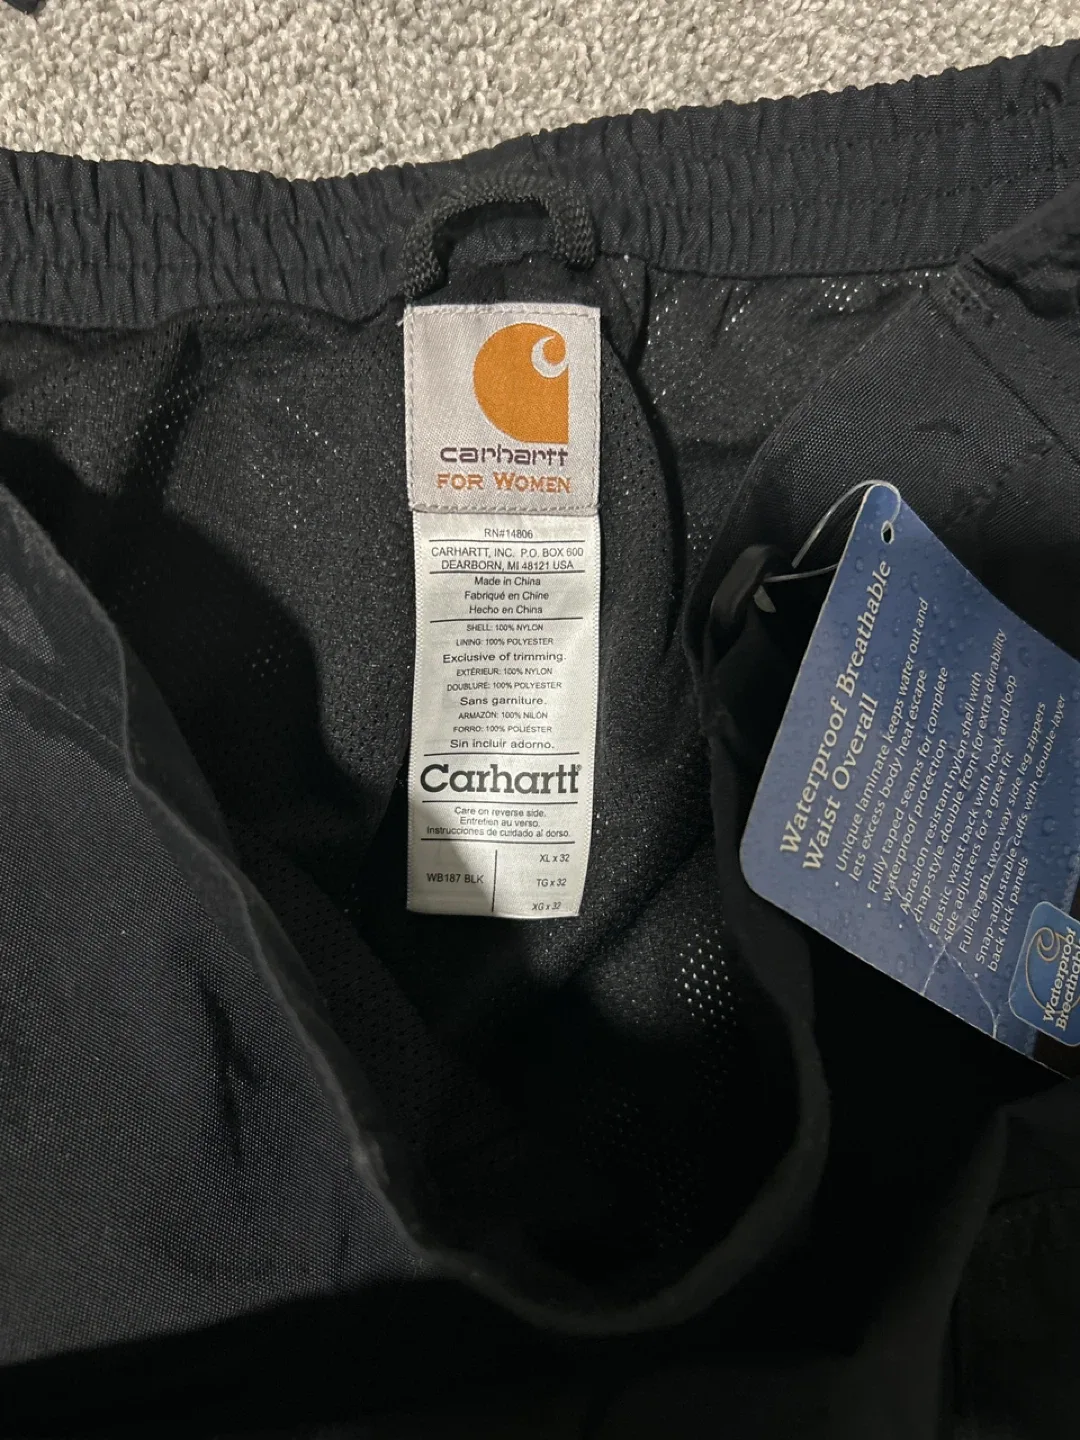 carhartt
FOR WOMEN
RN#14806
CARHARTT, INC. P.O. BOX 600
DEARBORN, MI 48121 USA
Made in China
Fabriqué en Chine
Hecho en China
SHELL: 100% NYLON
LINING: 100% POLYESTER
Exclusive of trimming.
EXTÉRIEUR: 100% NYLON
DOUBLURE: 100% POLYESTER
Sans garniture.
ARMAZÓN: 100% NILÓN
FORRO: 100% POLIÉSTER
Sin incluir adorno.
Carhartt®
Care on reverse side.
Entretien au verso.
Instrucciones de cuidado al dorso.
WB187 BLK
XL x 32
TG x 32
XG x 32
Waterproof Breathable
Waist Overall
• Unique laminate keeps water out and
lets excess body heat escape
• Fully taped seams for complete
waterproof protection
• Abrasion resistant nylon shell with
chap-style double front for extra durability
• Elastic waist back with hook and loop
side adjusters for a great fit
• Full-length, two-way side leg zippers
• Snap-adjustable cuffs with double-layer
back kick panels
Waterproof
Breathable